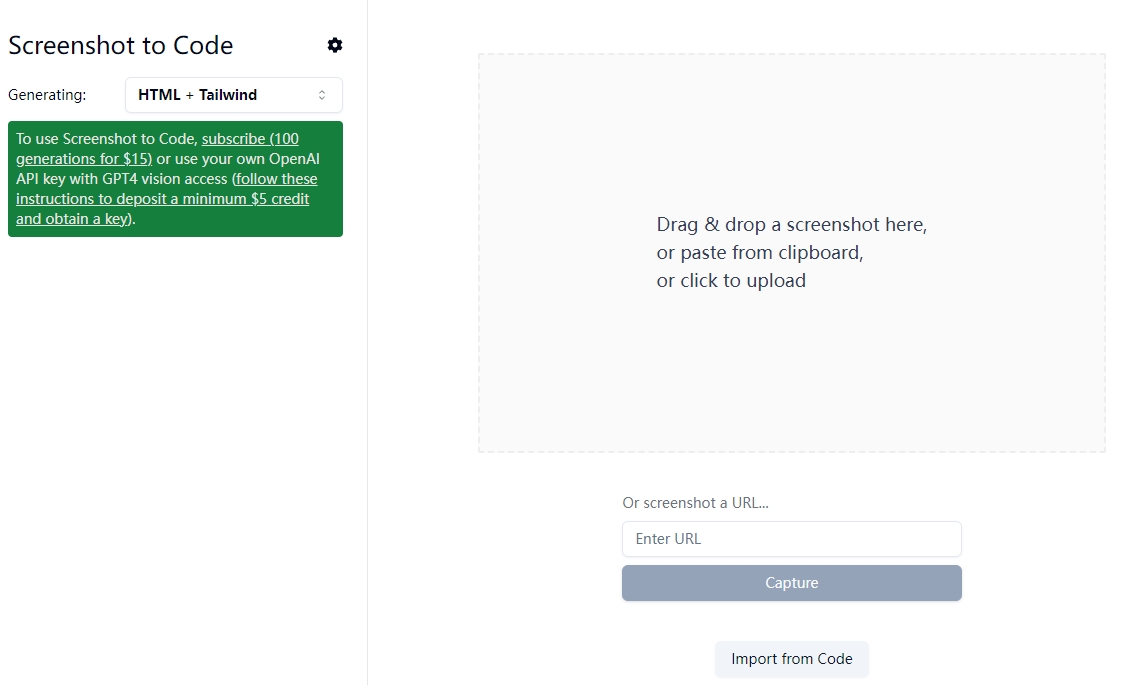 Screenshot to Code
Generating:
HTML + Tailwind
To use Screenshot to Code, subscribe (100
generations for $15) or use your own OpenAI
API key with GPT4 vision access (follow these
instructions to deposit a minimum $5 credit
and obtain a key).
Drag & drop a screenshot here,
or paste from clipboard,
or click to upload
Or screenshot a URL...
Enter URL
Capture
Import from Code